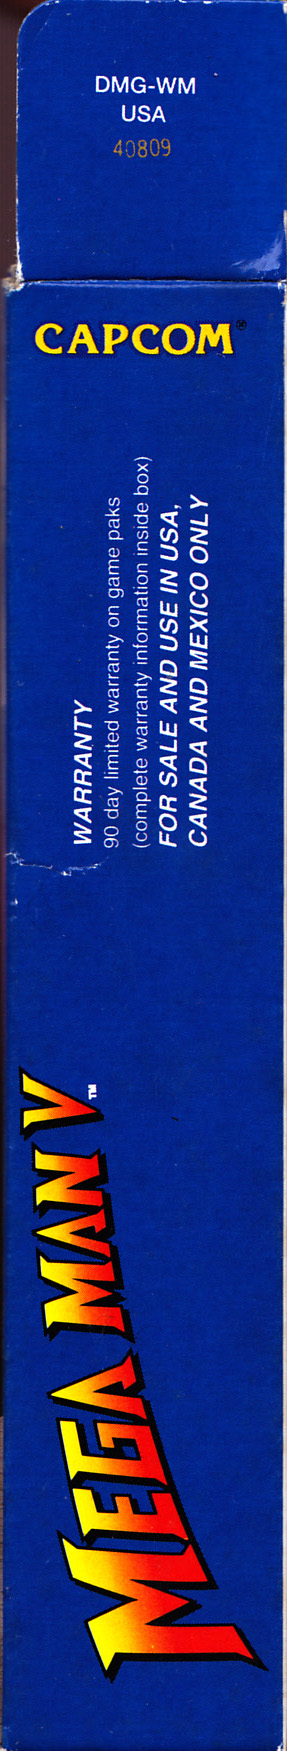 DMG-WM
USA
40809
CAPCOM®
WARRANTY
90 day limited warranty on game paks
(complete warranty information inside box)
FOR SALE AND USE IN USA,
CANADA AND MEXICO ONLY
MEGA MAN V™